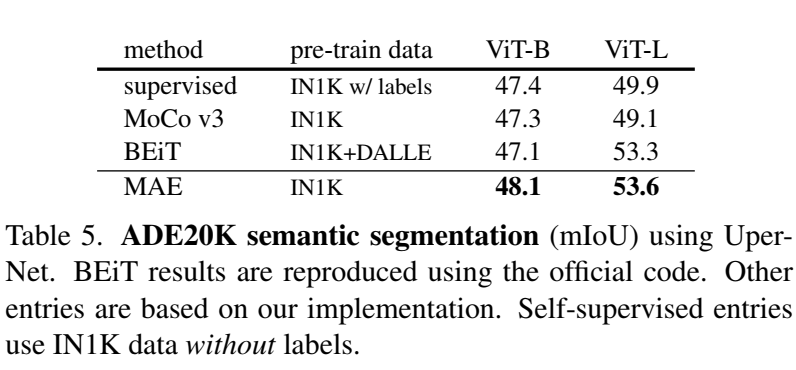 method pre-train data ViT-B ViT-L
supervised IN1K w/ labels 47.4 49.9
MoCo v3 IN1K 47.3 49.1
BEiT IN1K+DALLE 47.1 53.3
MAE IN1K 48.1 53.6
Table 5. ADE20K semantic segmentation (mIoU) using Uper-
Net. BEiT results are reproduced using the official code. Other
entries are based on our implementation. Self-supervised entries
use IN1K data without labels.